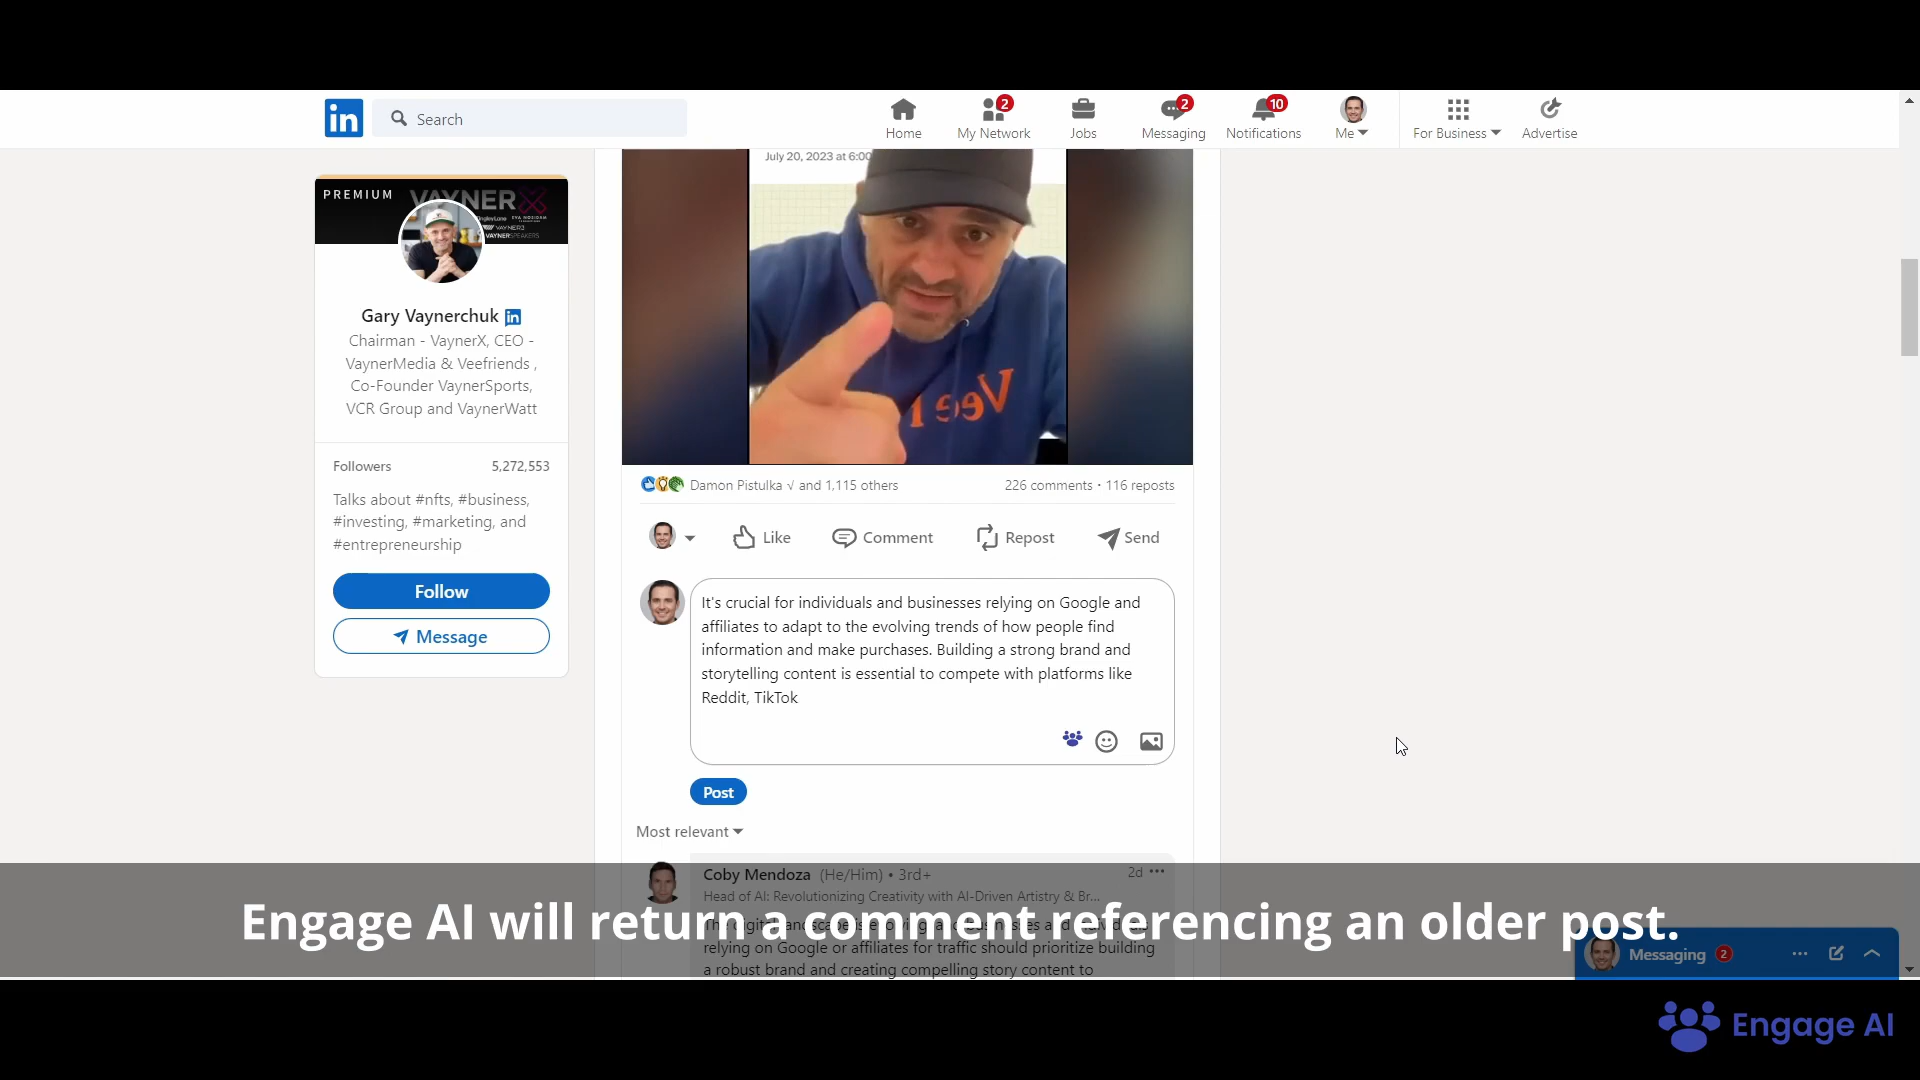 in
Search
Home
2
My Network
Jobs
2
Messaging
10
Notifications
Me
For Business
Advertise
PREMIUM
VAYNERX
VAYNER3
VAYNERSPEAKERS
Gary Vaynerchuk in
Chairman - VaynerX, CEO -
VaynerMedia & Veefriends ,
Co-Founder VaynerSports,
VCR Group and VaynerWatt
Followers 5,272,553
Talks about #nfts, #business,
#investing, #marketing, and
#entrepreneurship
Follow
Message
July 20, 2023 at 6:00
Damon Pistulka √ and 1,115 others 226 comments • 116 reposts
Like Comment Repost Send
It's crucial for individuals and businesses relying on Google and
affiliates to adapt to the evolving trends of how people find
information and make purchases. Building a strong brand and
storytelling content is essential to compete with platforms like
Reddit, TikTok
Post
Most relevant
Coby Mendoza (He/Him) • 3rd+ 2d
Head of AI: Revolutionizing Creativity with AI-Driven Artistry & Br...
relying on Google or affiliates for traffic should prioritize building
a robust brand and creating compelling story content to
Engage AI will return a comment referencing an older post.
Messaging 2
Engage AI